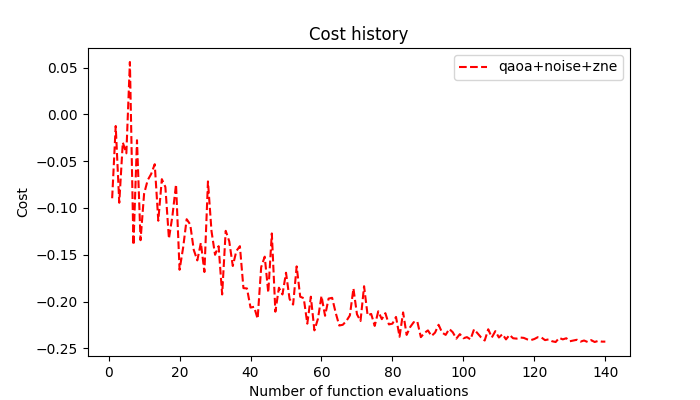 Cost history
qaoa+noise+zne
0.05
0.00
−0.05
−0.10
−0.15
−0.20
−0.25
Cost
0 20 40 60 80 100 120 140
Number of function evaluations